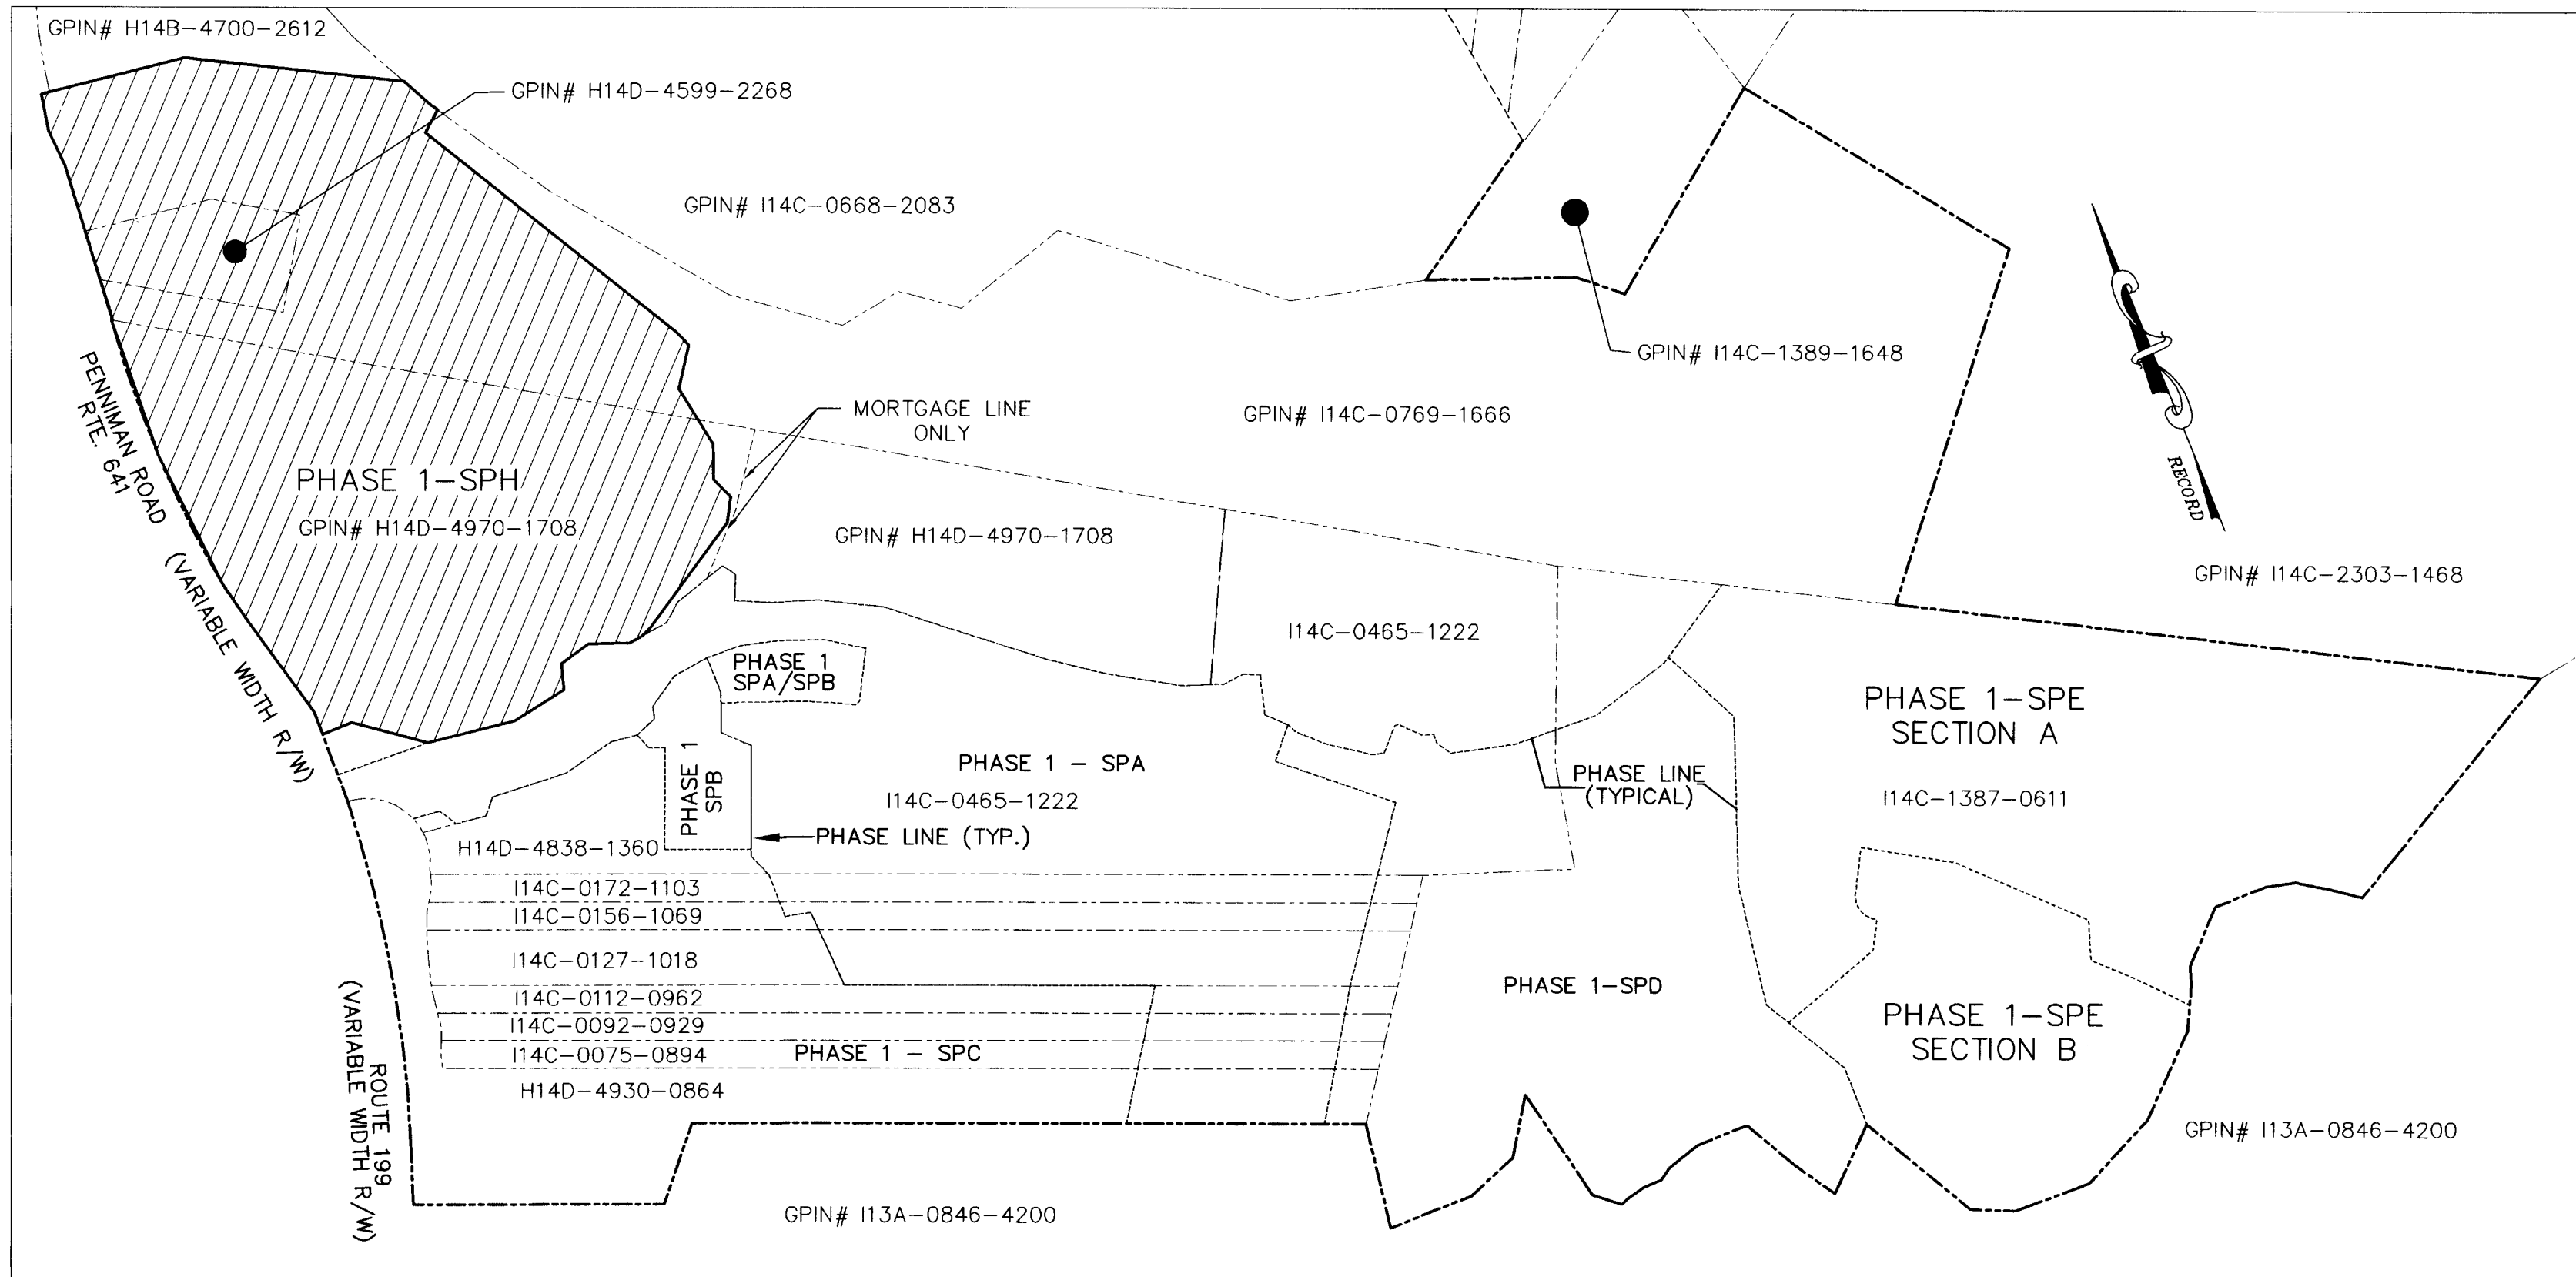 GPIN# H14B-4700-2612
GPIN# H14D-4599-2268
GPIN# I14C-0668-2083
GPIN# I14C-1389-1648
MORTGAGE LINE
ONLY
GPIN# I14C-0769-1666
RECORD
PENNIMAN ROAD (VARIABLE WIDTH R/W)
RTE. 641
PHASE 1-SPH
GPIN# H14D-4970-1708
GPIN# H14D-4970-1708
GPIN# I14C-2303-1468
I14C-0465-1222
PHASE 1
SPA/SPB
PHASE 1-SPE
SECTION A
PHASE 1
SPB
PHASE 1 - SPA
I14C-0465-1222
PHASE LINE
(TYPICAL)
I14C-1387-0611
PHASE LINE (TYP.)
H14D-4838-1360
I14C-0172-1103
I14C-0156-1069
I14C-0127-1018
I14C-0112-0962
I14C-0092-0929
I14C-0075-0894
PHASE 1 - SPC
H14D-4930-0864
PHASE 1-SPD
PHASE 1-SPE
SECTION B
ROUTE 199
(VARIABLE WIDTH R/W)
GPIN# I13A-0846-4200
GPIN# I13A-0846-4200